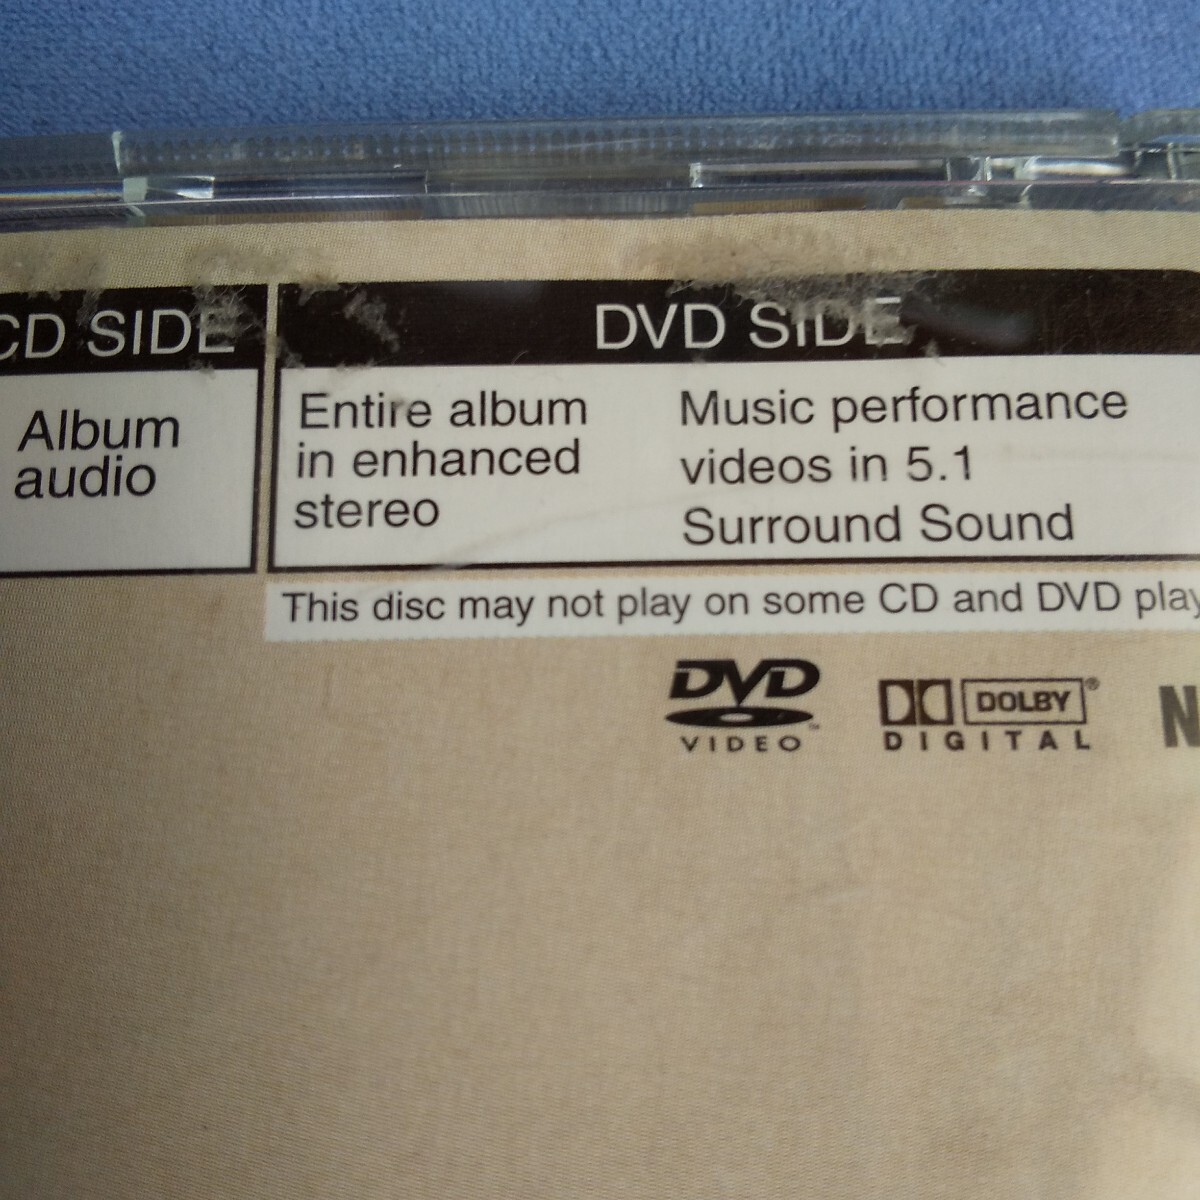 CD SIDE
DVD SIDE
Album
audio
Entire album
in enhanced
stereo
Music performance
videos in 5.1
Surround Sound
This disc may not play on some CD and DVD
DVD
VIDEO
DOLBY®
DIGITAL